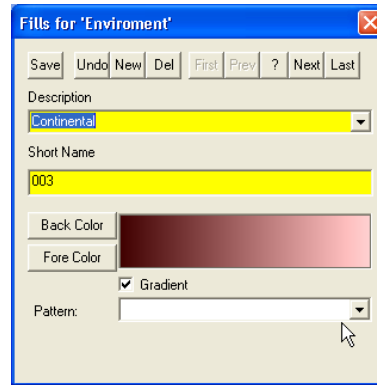 Fills for 'Enviroment'
Save Undo New Del First Prev ? Next Last
Description
Continental
Short Name
003
Back Color
Fore Color
Gradient
Pattern: